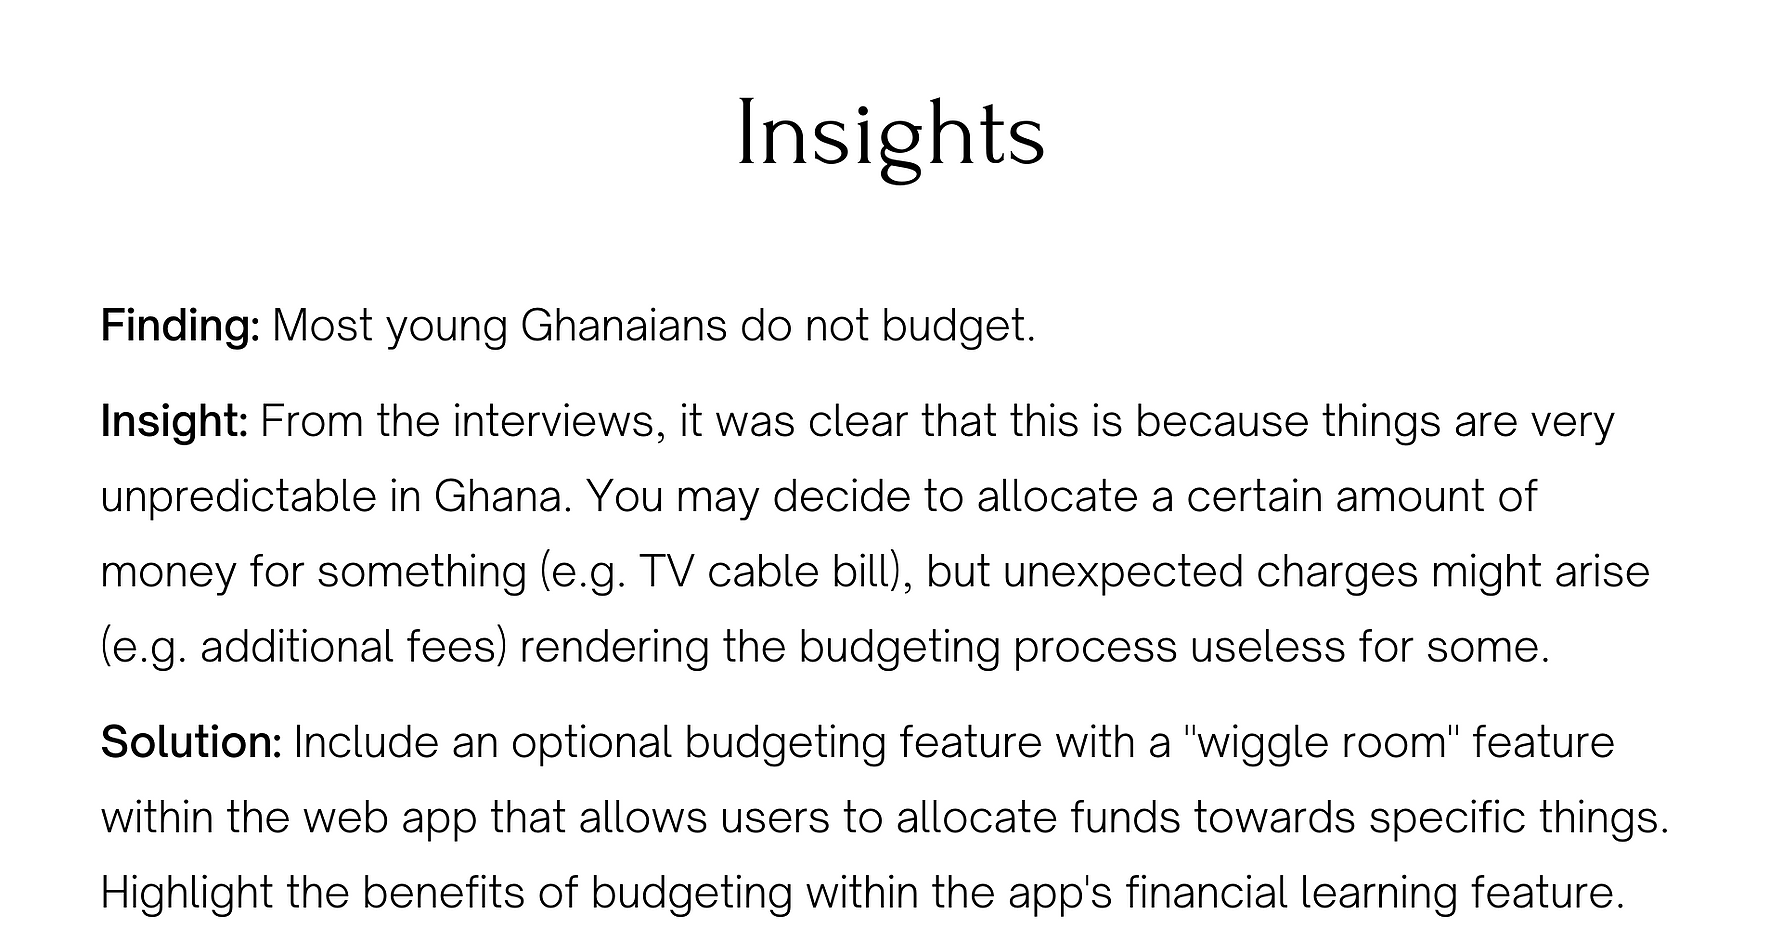 Insights
Finding: Most young Ghanaians do not budget.
Insight: From the interviews, it was clear that this is because things are very
unpredictable in Ghana. You may decide to allocate a certain amount of
money for something (e.g. TV cable bill), but unexpected charges might arise
(e.g. additional fees) rendering the budgeting process useless for some.
Solution: Include an optional budgeting feature with a "wiggle room" feature
within the web app that allows users to allocate funds towards specific things.
Highlight the benefits of budgeting within the app's financial learning feature.